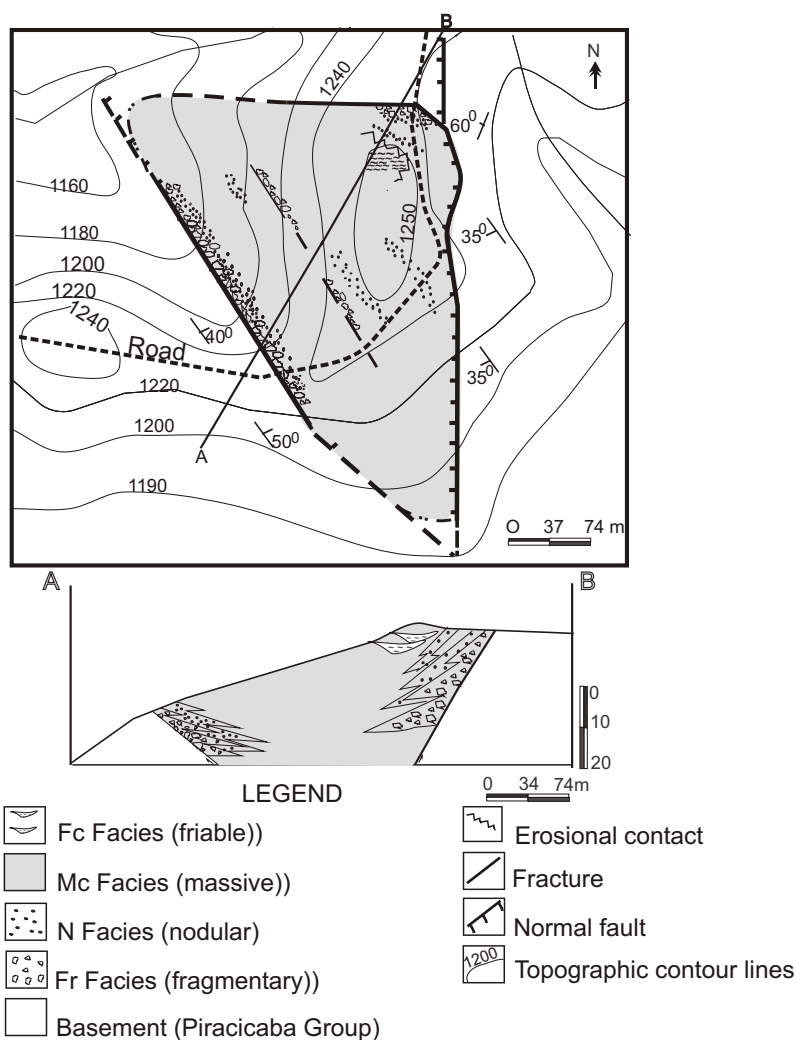 B
N
1240
60⁰
1160
1250
1180
35⁰
1200
1220
1240
40⁰
Road
35⁰
1220
1200
50⁰
A
1190
O 37 74 m
A B
0
10
20
0 34 74m
LEGEND
Fc Facies (friable))
Mc Facies (massive))
N Facies (nodular)
Fr Facies (fragmentary))
Basement (Piracicaba Group)
Erosional contact
Fracture
Normal fault
1200
Topographic contour lines